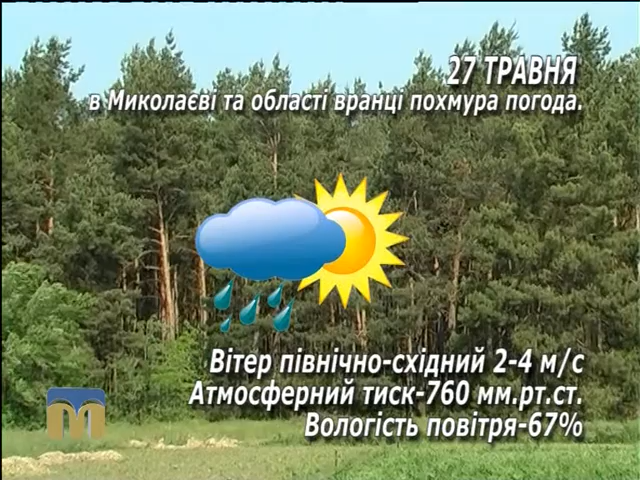 27 ТРАВНЯ
в Миколаєві та області вранці похмура погода.
Вітер північно-східний 2-4 м/с
Атмосферний тиск-760 мм.рт.ст.
Вологість повітря-67%